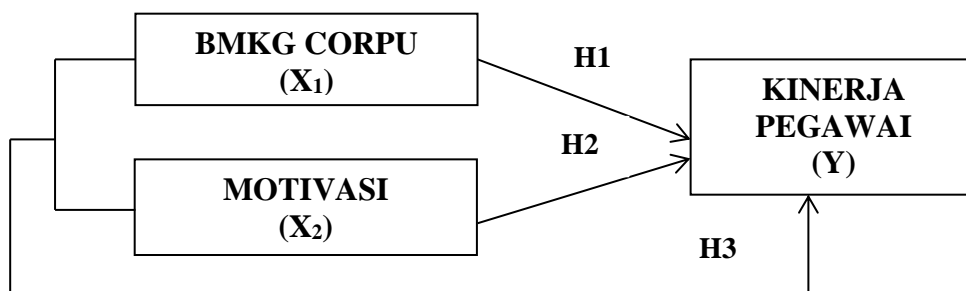 BMKG CORPU
(X₁)
H1
KINERJA
PEGAWAI
(Y)
H2
MOTIVASI
(X₂)
H3